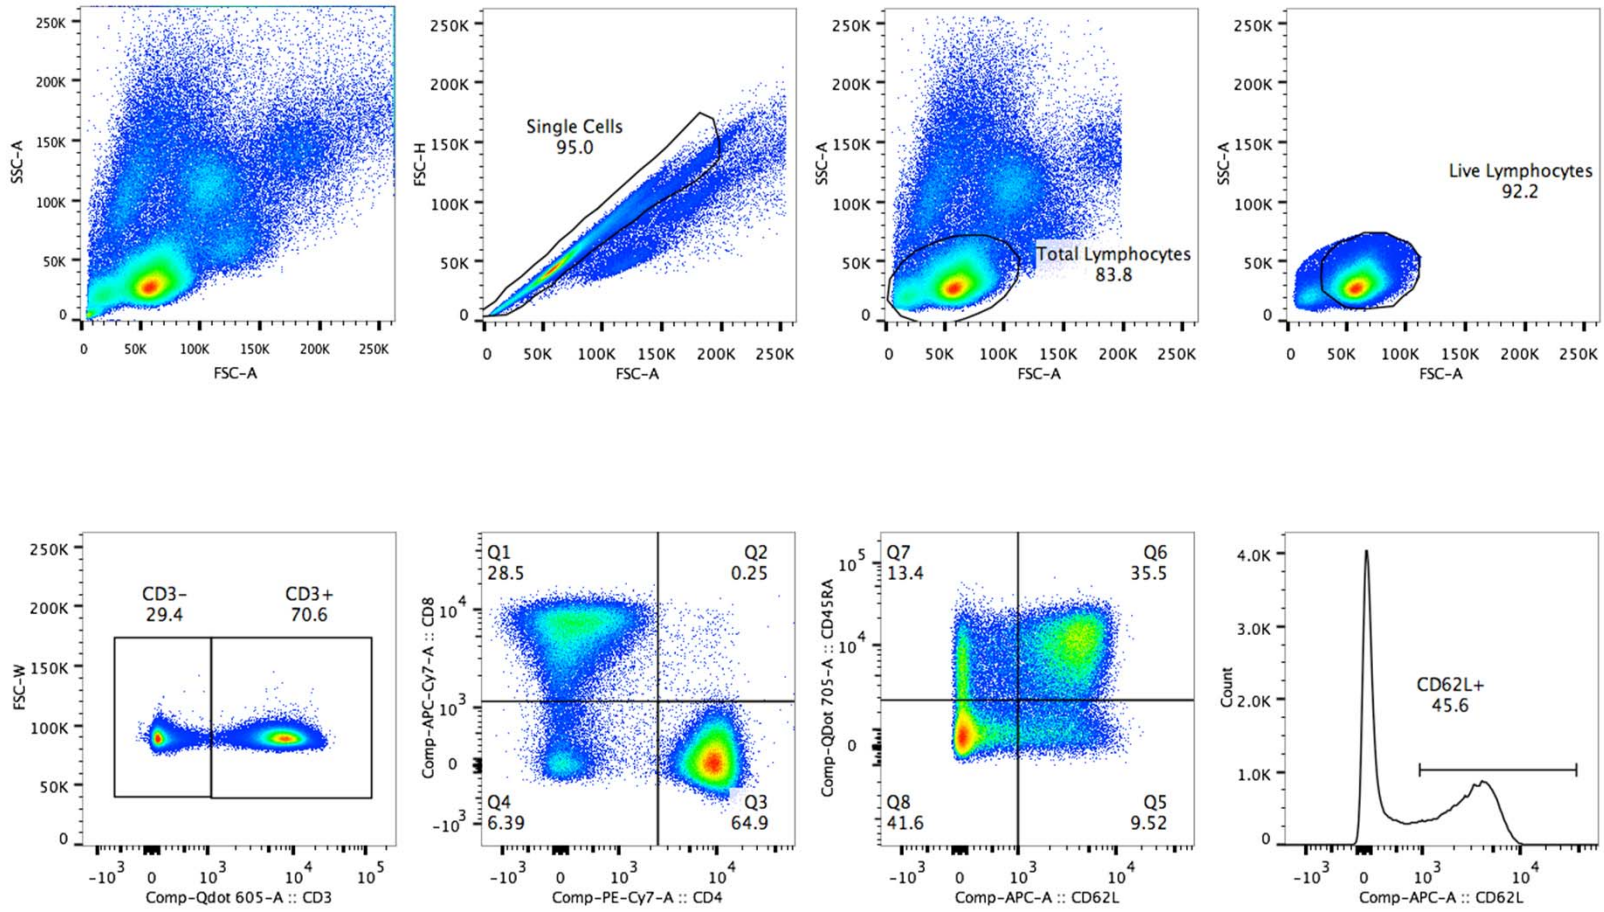 250K
200K
150K
100K
50K
0
SSC-A
0 50K 100K 150K 200K 250K
FSC-A
250K
200K
150K
100K
50K
0
FSC-H
Single Cells
95.0
0 50K 100K 150K 200K 250K
FSC-A
250K
200K
150K
100K
50K
0
SSC-A
Total Lymphocytes
83.8
0 50K 100K 150K 200K 250K
FSC-A
250K
200K
150K
100K
50K
0
SSC-A
Live Lymphocytes
92.2
0 50K 100K 150K 200K 250K
FSC-A
250K
200K
150K
100K
50K
0
FSC-W
CD3-
29.4
CD3+
70.6
-10³ 0 10³ 10⁴ 10⁵
Comp-Qdot 605-A :: CD3
10⁴
10³
0
-10³
Comp-APC-Cy7-A :: CD8
Q1
28.5
Q2
0.25
Q4
6.39
Q3
64.9
-10³ 0 10³ 10⁴
Comp-PE-Cy7-A :: CD4
10⁵
10⁴
0
Comp-QDot 705-A :: CD45RA
Q7
13.4
Q6
35.5
Q8
41.6
Q5
9.52
-10³ 0 10³ 10⁴
Comp-APC-A :: CD62L
4.0K
3.0K
2.0K
1.0K
0
Count
CD62L+
45.6
-10³ 0 10³ 10⁴
Comp-APC-A :: CD62L